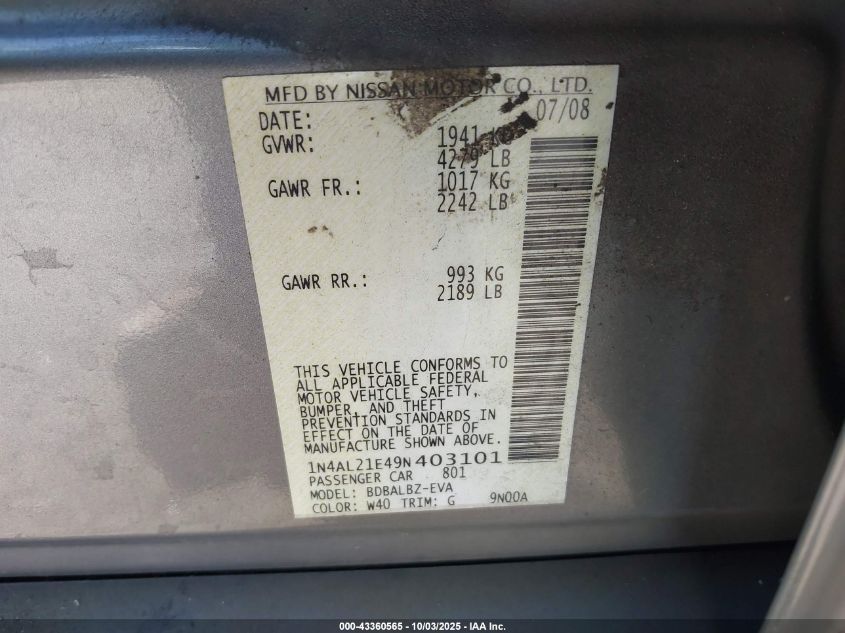 MFD BY NISSAN MOTOR CO., LTD.
DATE: 07/08
GVWR: 1941 KG
4279 LB
GAWR FR.: 1017 KG
2242 LB
GAWR RR.: 993 KG
2189 LB
THIS VEHICLE CONFORMS TO
ALL APPLICABLE FEDERAL
MOTOR VEHICLE SAFETY,
BUMPER, AND THEFT
PREVENTION STANDARDS IN
EFFECT ON THE DATE OF
MANUFACTURE SHOWN ABOVE.
1N4AL21E49N403101
PASSENGER CAR 801
MODEL: BDBALBZ-EVA
COLOR: W40 TRIM: G 9N00A
000-43360565 - 10/03/2025 - IAA Inc.